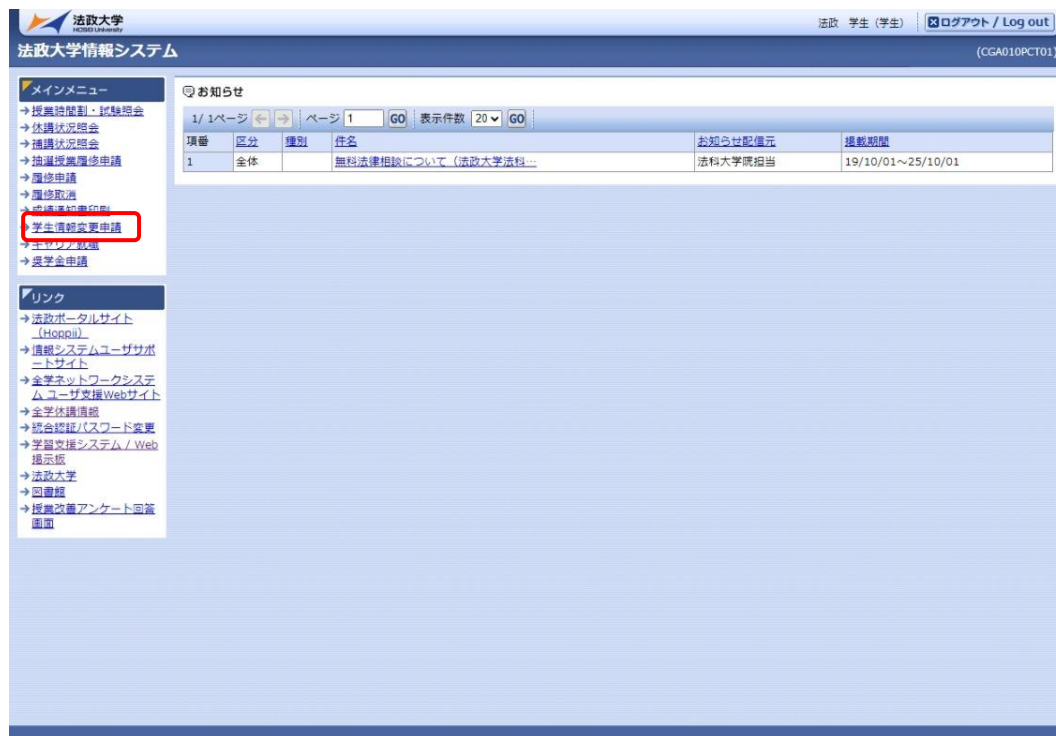 法政大学
HOSEI University
法政 学生 (学生)
ログアウト / Log out
法政大学情報システム
(CGA010PCT01)
メインメニュー
授業時間割・試験照会
休講状況照会
補講状況照会
抽選授業履修申請
履修申請
履修取消
成績通知書印刷
学生情報変更申請
キャリア就職
奨学金申請
リンク
法政ポータルサイト
(Hoppii)
情報システムユーザサポ
ートサイト
全学ネットワークシステ
ム ユーザ支援Webサイト
全学休講情報
統合認証パスワード変更
学習支援システム / Web
掲示板
法政大学
図書館
授業改善アンケート回答
画面
お知らせ
1/ 1ページ ページ 1 GO 表示件数 20 GO
項番 区分 種別 件名 お知らせ配信元 掲載期間
1 全体 無料法律相談について(法政大学法科… 法科大学院担当 19/10/01～25/10/01